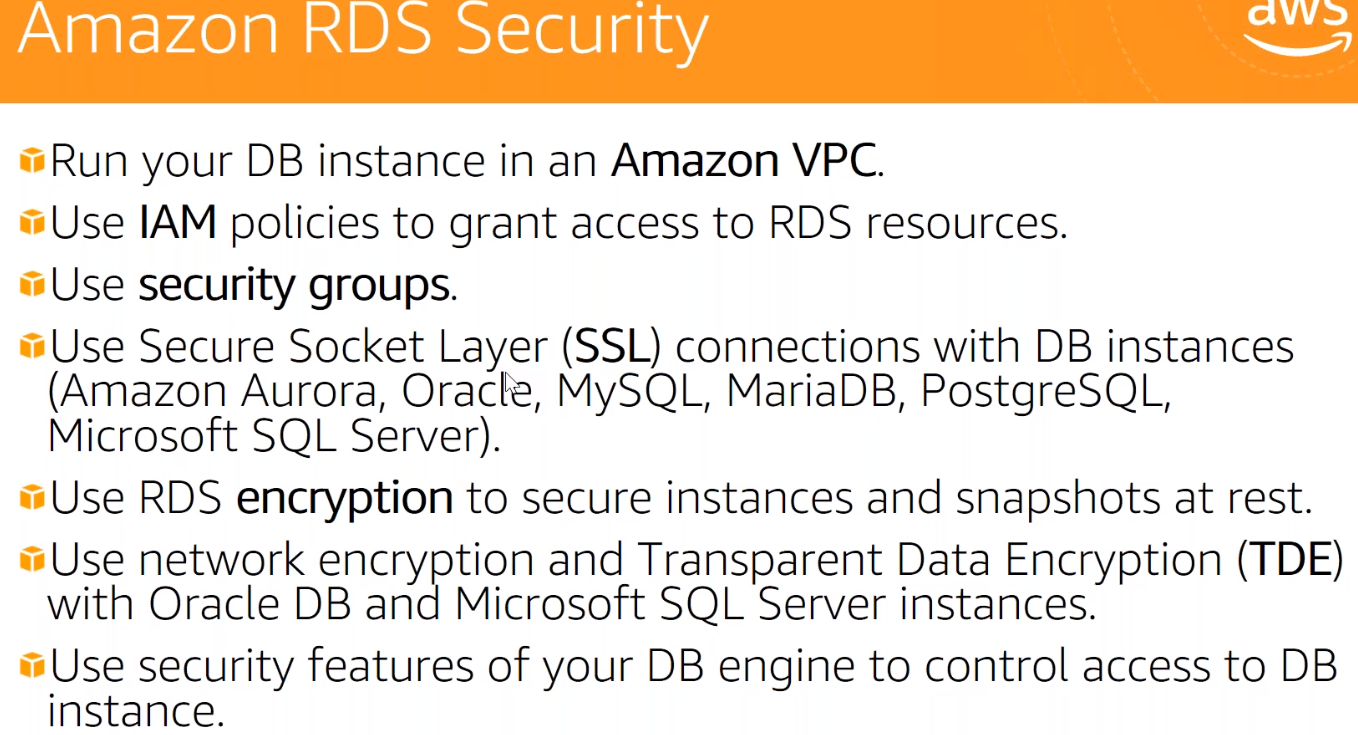 Amazon RDS Security
aws
Run your DB instance in an Amazon VPC.
Use IAM policies to grant access to RDS resources.
Use security groups.
Use Secure Socket Layer (SSL) connections with DB instances
(Amazon Aurora, Oracle, MySQL, MariaDB, PostgreSQL,
Microsoft SQL Server).
Use RDS encryption to secure instances and snapshots at rest.
Use network encryption and Transparent Data Encryption (TDE)
with Oracle DB and Microsoft SQL Server instances.
Use security features of your DB engine to control access to DB
instance.